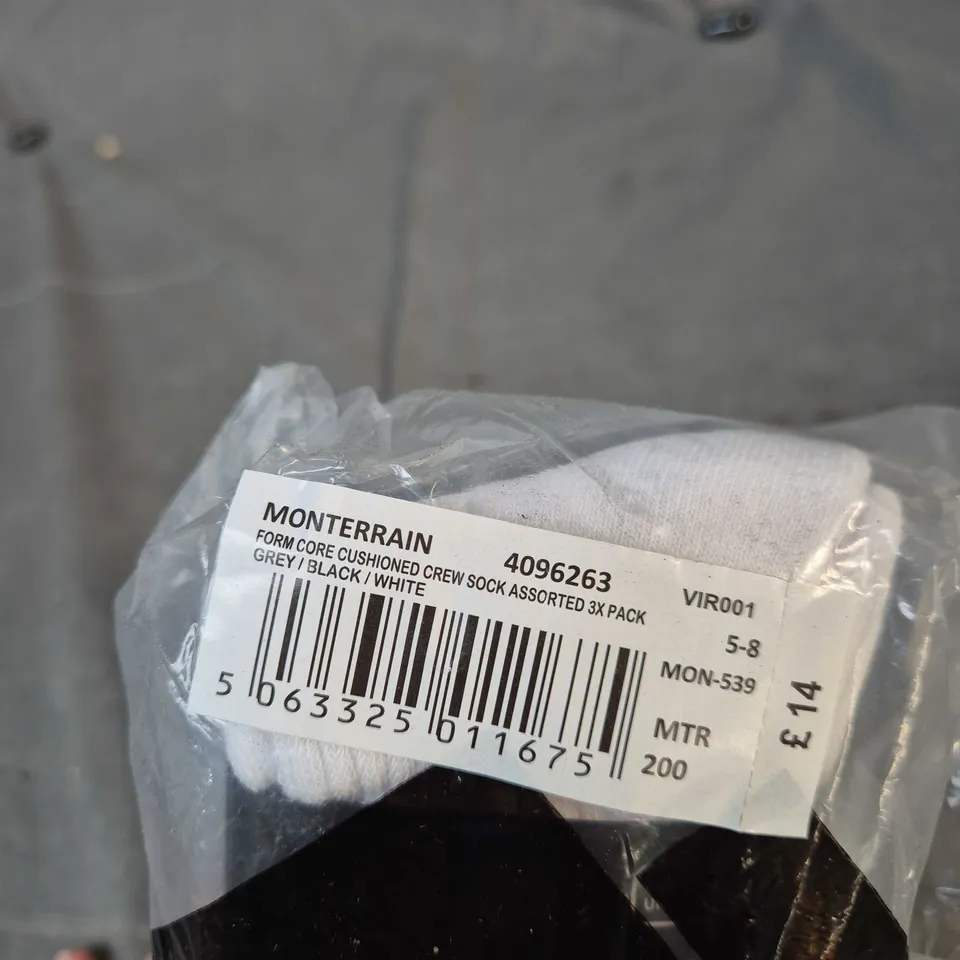 MONTERRAIN 4096263
FORM CORE CUSHIONED CREW SOCK ASSORTED 3X PACK
GREY / BLACK / WHITE
VIR001
5-8
MON-539
MTR
200
5 063325 011675
£14